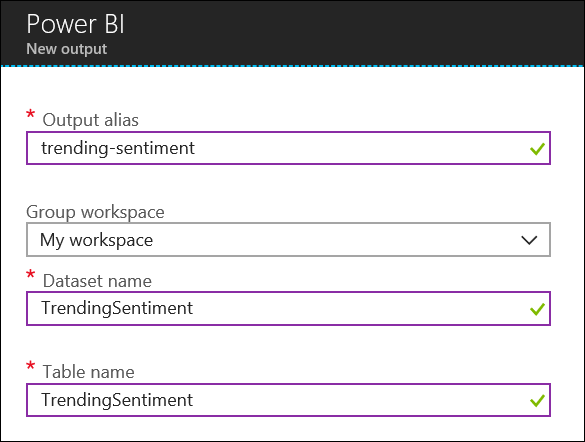 Power BI
New output
* Output alias
trending-sentiment
Group workspace
My workspace
* Dataset name
TrendingSentiment
* Table name
TrendingSentiment